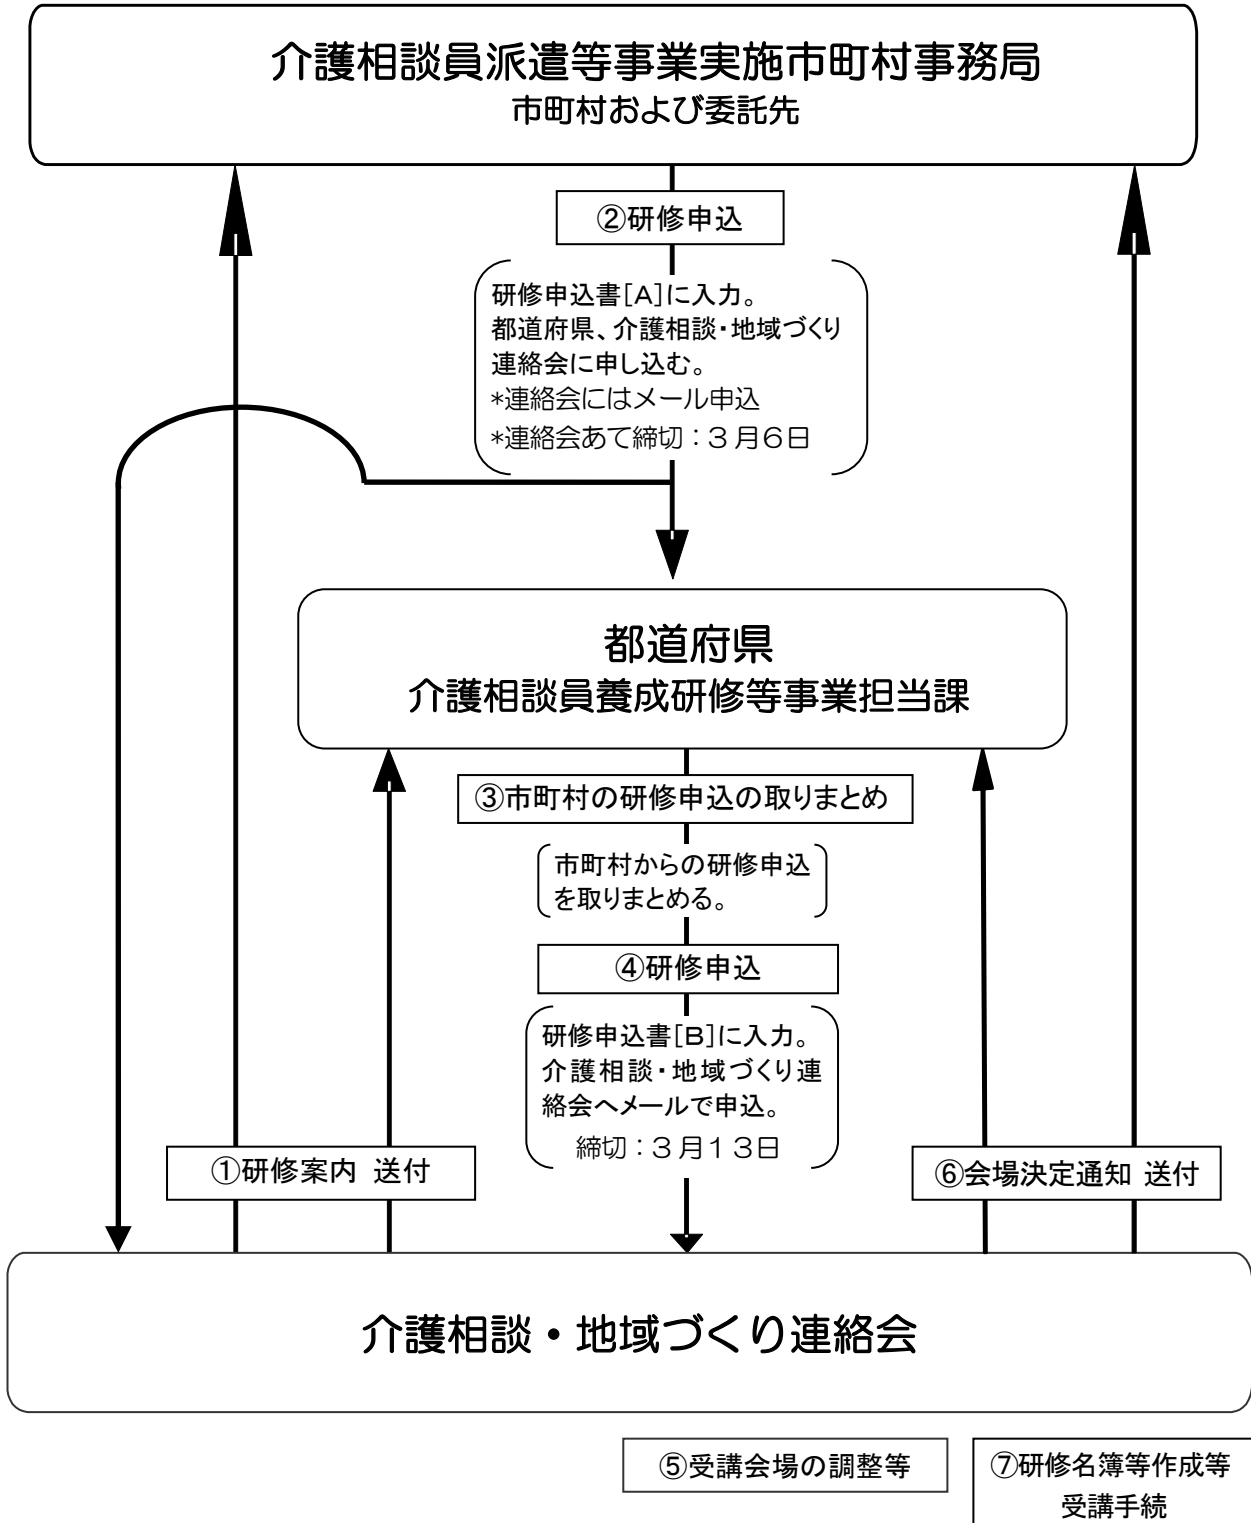 介護相談員派遣等事業実施市町村事務局
市町村および委託先
②研修申込
研修申込書[A]に入力。
都道府県、介護相談・地域づくり
連絡会に申し込む。
*連絡会にはメール申込
*連絡会あて締切：３月６日
都道府県
介護相談員養成研修等事業担当課
③市町村の研修申込の取りまとめ
市町村からの研修申込
を取りまとめる。
④研修申込
研修申込書[B]に入力。
介護相談・地域づくり連
絡会へメールで申込。
締切：３月１３日
①研修案内 送付
⑥会場決定通知 送付
介護相談・地域づくり連絡会
⑤受講会場の調整等
⑦研修名簿等作成等
受講手続